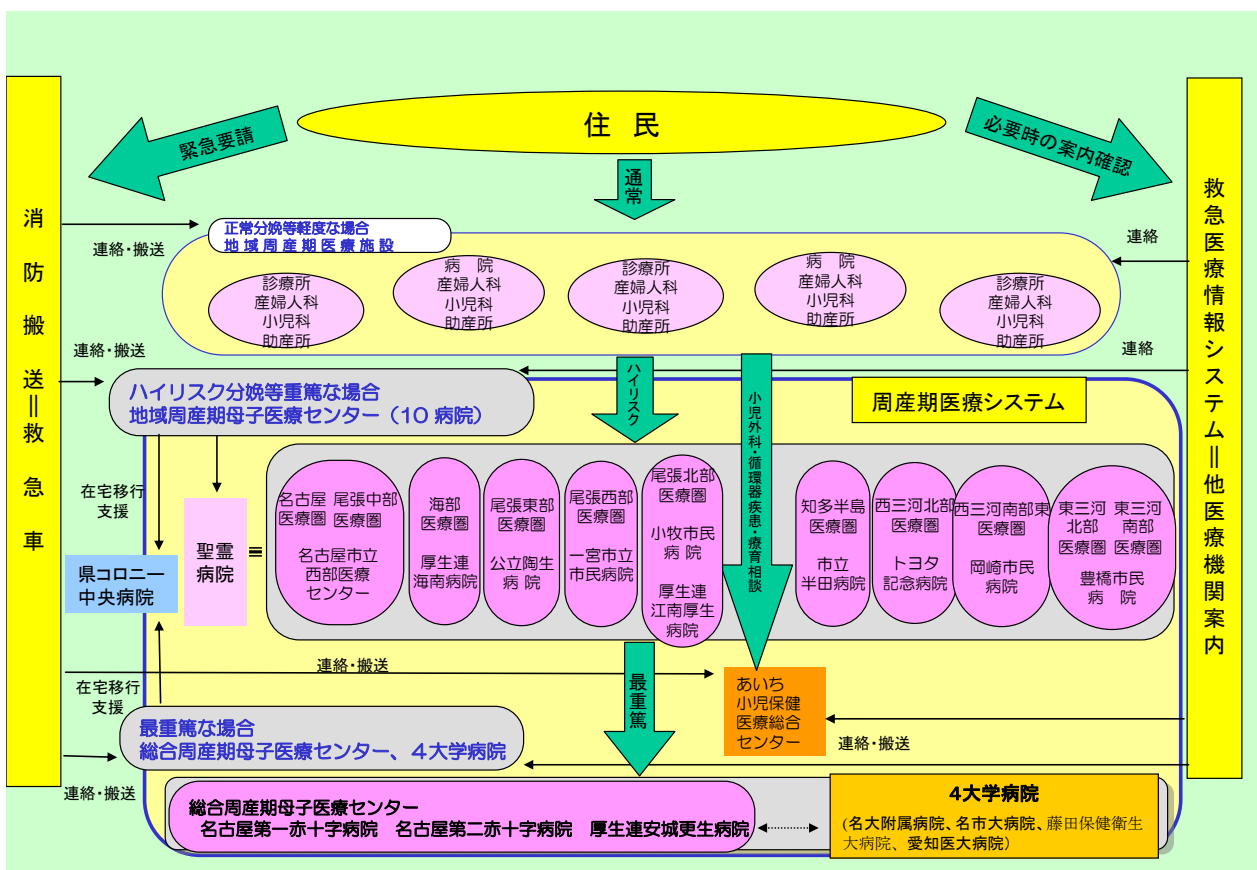 住 民
緊急要請
必要時の案内確認
通常
消防搬送＝救急車
救急医療情報システム＝他医療機関案内
正常分娩等軽度な場合
地域周産期医療施設
連絡・搬送
連絡
診療所
産婦人科
小児科
助産所
病 院
産婦人科
小児科
助産所
診療所
産婦人科
小児科
助産所
病 院
産婦人科
小児科
助産所
診療所
産婦人科
小児科
助産所
連絡・搬送
連絡
ハイリスク分娩等重篤な場合
地域周産期母子医療センター（10 病院）
ハイリスク
小児外科・循環器疾患・療育相談
周産期医療システム
在宅移行
支援
県コロニー
中央病院
聖霊
病院
＝
名古屋 尾張中部
医療圏 医療圏
名古屋市立
西部医療
センター
海部
医療圏
厚生連
海南病院
尾張東部
医療圏
公立陶生
病 院
尾張西部
医療圏
一宮市立
市民病院
尾張北部
医療圏
小牧市民
病 院
厚生連
江南厚生
病院
知多半島
医療圏
市立
半田病院
西三河北部
医療圏
トヨタ
記念病院
西三河南部東
医療圏
岡崎市民
病院
東三河 東三河
北部 南部
医療圏 医療圏
豊橋市民
病 院
連絡・搬送
在宅移行
支援
最重篤
あいち
小児保健
医療総合
センター
最重篤な場合
総合周産期母子医療センター、４大学病院
連絡・搬送
連絡・搬送
総合周産期母子医療センター
名古屋第一赤十字病院 名古屋第二赤十字病院 厚生連安城更生病院
４大学病院
(名大附属病院、名市大病院、藤田保健衛生
大病院、愛知医大病院）